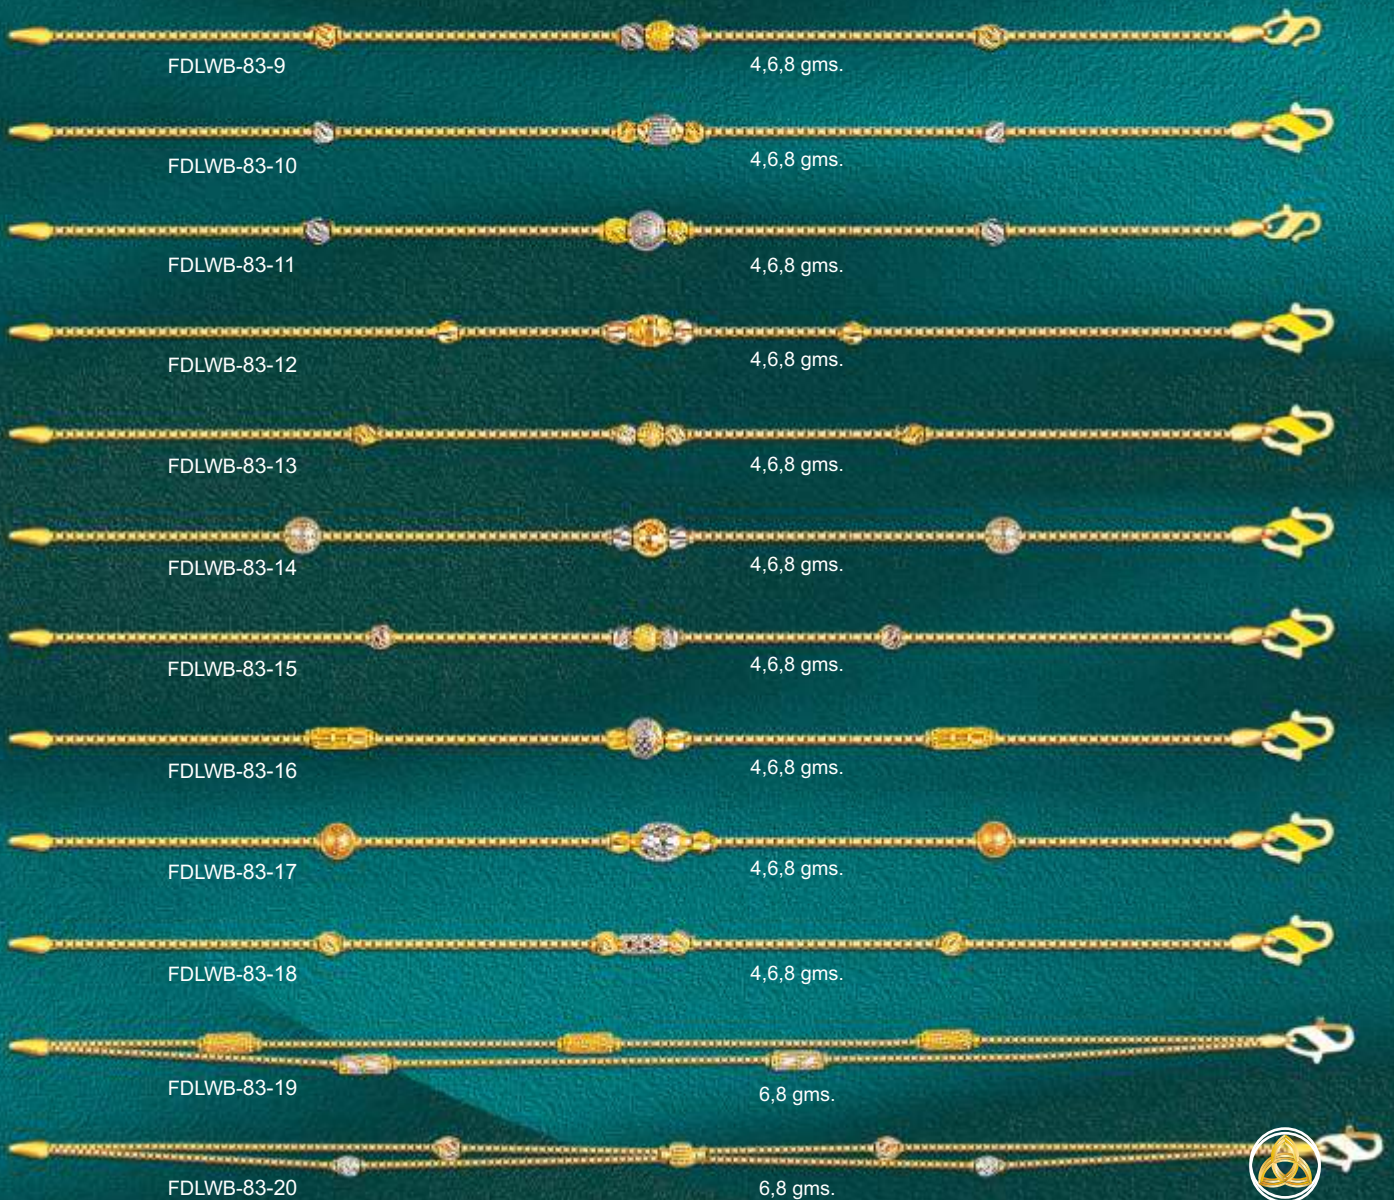 FDLWB-83-9 4,6,8 gms.
FDLWB-83-10 4,6,8 gms.
FDLWB-83-11 4,6,8 gms.
FDLWB-83-12 4,6,8 gms.
FDLWB-83-13 4,6,8 gms.
FDLWB-83-14 4,6,8 gms.
FDLWB-83-15 4,6,8 gms.
FDLWB-83-16 4,6,8 gms.
FDLWB-83-17 4,6,8 gms.
FDLWB-83-18 4,6,8 gms.
FDLWB-83-19 6,8 gms.
FDLWB-83-20 6,8 gms.